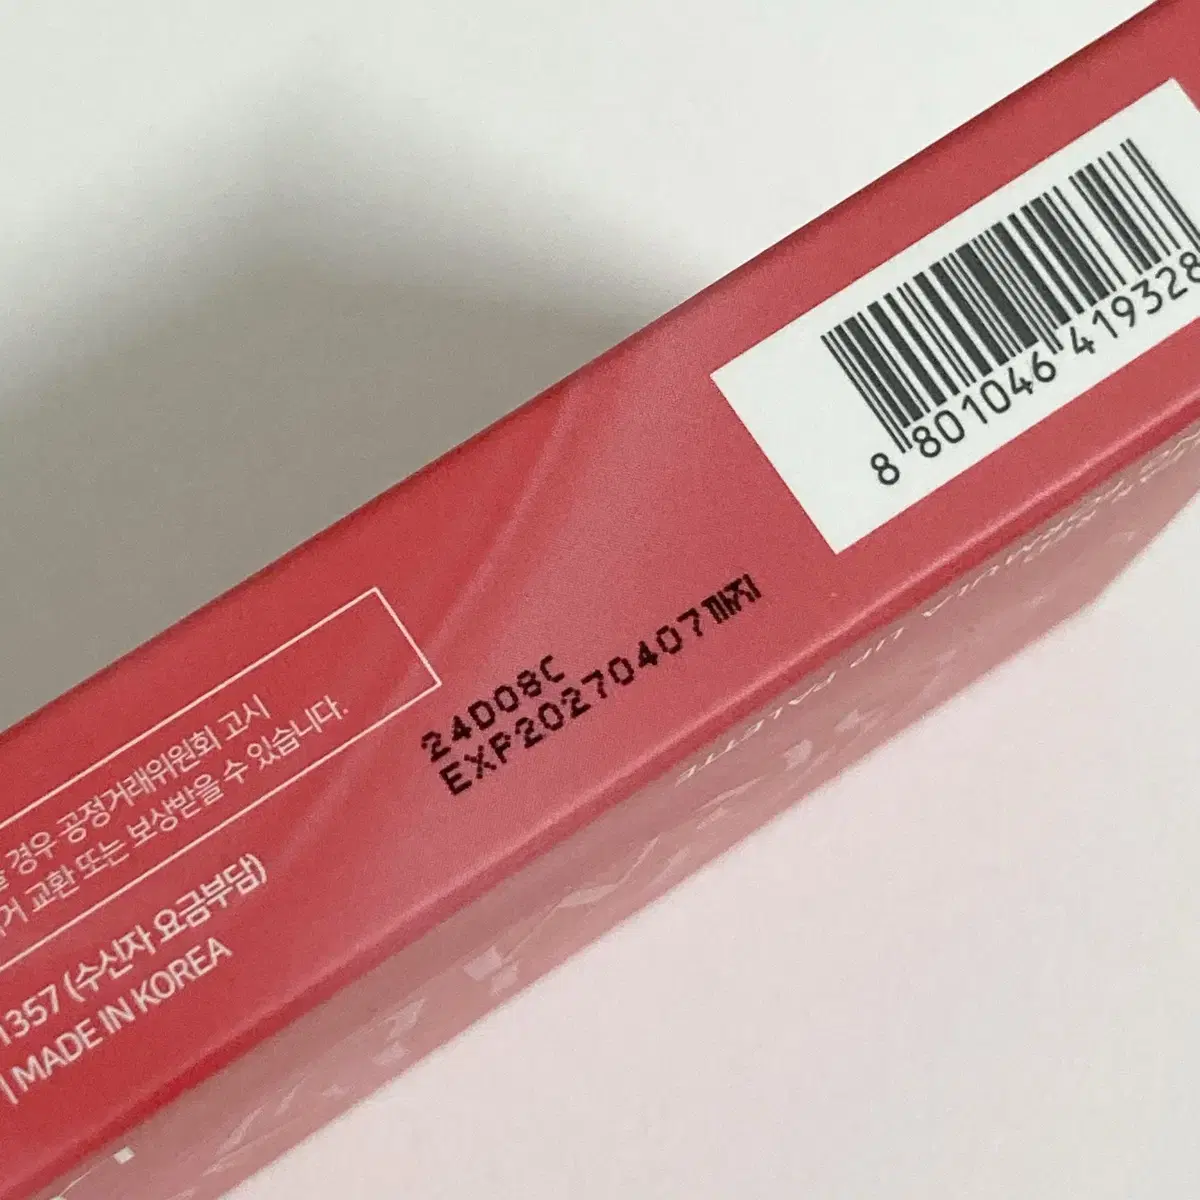 경우 공정거래위원회 고시
교환 또는 보상받을 수 있습니다.
1357 (수신자 요금부담)
| MADE IN KOREA
24D08C
EXP20270407까지
8 801046 419328
LIP PALETTE